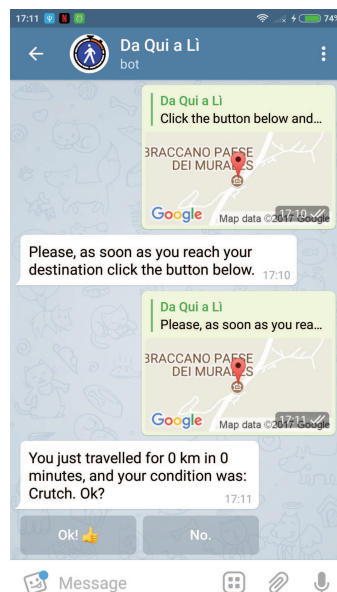 17:11
74%
Da Qui a Lì
bot
Da Qui a Lì
Click the button below and...
BRACCANO PAESE
DEI MURALES
Google
Map data ©2017 Google
17:10
Please, as soon as you reach your
destination click the button below.
17:10
Da Qui a Lì
Please, as soon as you rea...
BRACCANO PAESE
DEI MURALES
Google
Map data ©2017 Google
17:11
You just travelled for 0 km in 0
minutes, and your condition was:
Crutch. Ok?
17:11
Ok! 👍
No.
Message